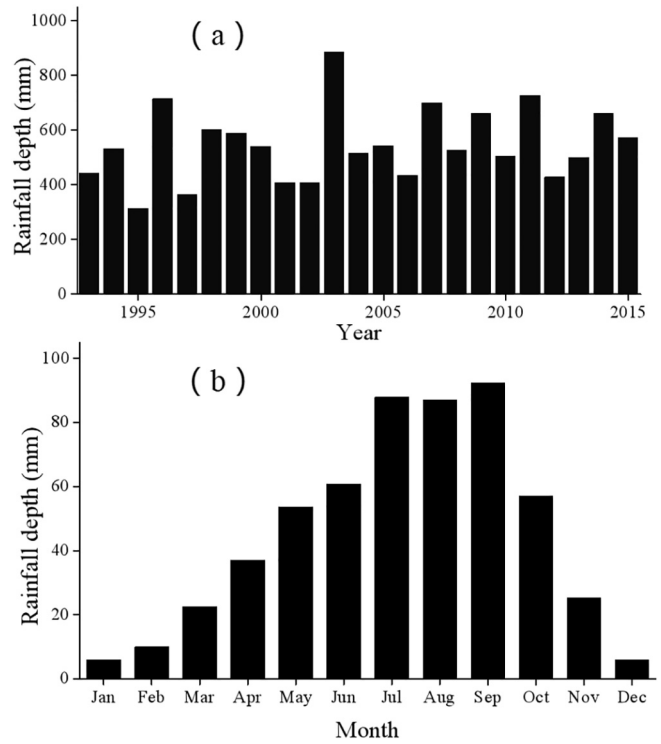 ( a )
Rainfall depth (mm)
1000
800
600
400
200
0
1995 2000 2005 2010 2015
Year
( b )
Rainfall depth (mm)
100
80
60
40
20
0
Jan Feb Mar Apr May Jun Jul Aug Sep Oct Nov Dec
Month